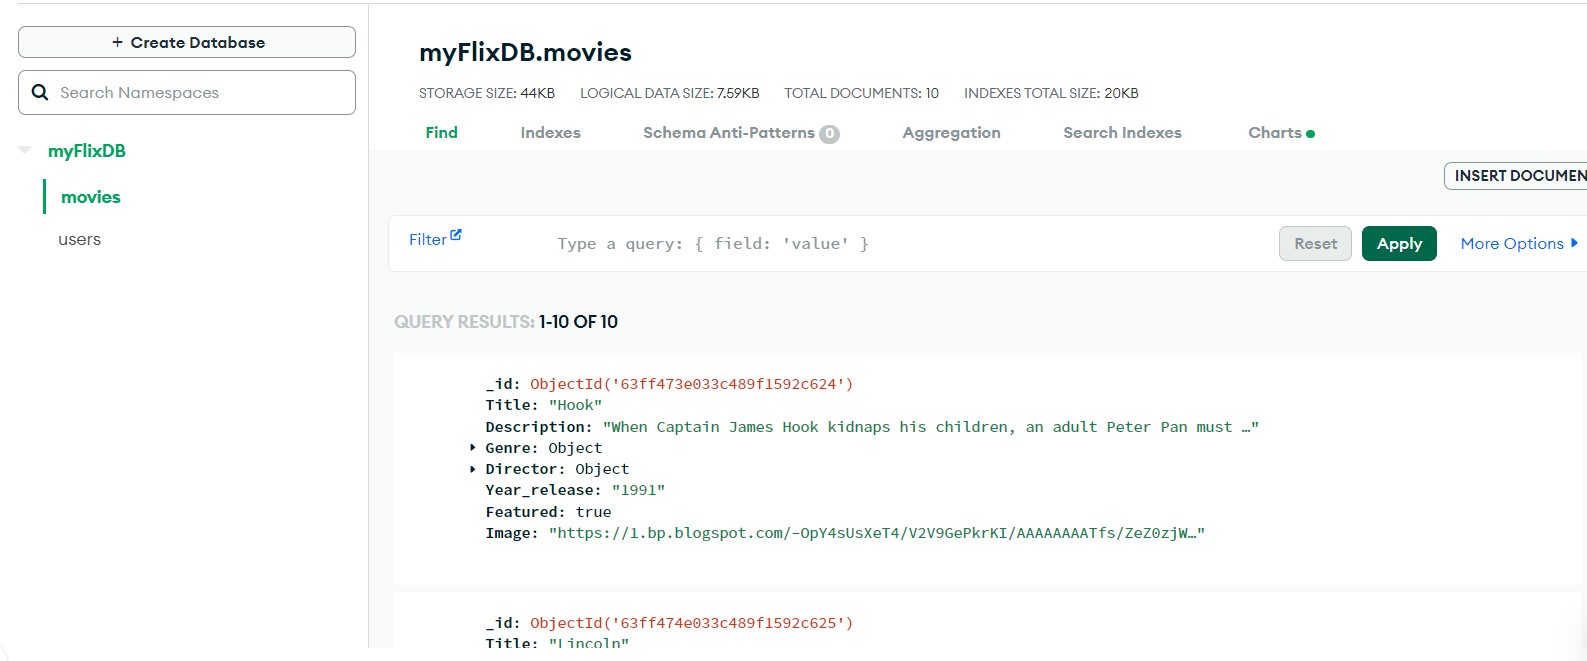 + Create Database
Search Namespaces
myFlixDB
movies
users
myFlixDB.movies
STORAGE SIZE: 44KB LOGICAL DATA SIZE: 7.59KB TOTAL DOCUMENTS: 10 INDEXES TOTAL SIZE: 20KB
Find Indexes Schema Anti-Patterns 0 Aggregation Search Indexes Charts
INSERT DOCUMEN
Filter Type a query: { field: 'value' } Reset Apply More Options
QUERY RESULTS: 1-10 OF 10
_id: ObjectId('63ff473e033c489f1592c624')
Title: "Hook"
Description: "When Captain James Hook kidnaps his children, an adult Peter Pan must …"
Genre: Object
Director: Object
Year_release: "1991"
Featured: true
Image: "https://1.bp.blogspot.com/-OpY4sUsXeT4/V2V9GePkrKI/AAAAAAAATfs/ZeZ0zjW…"
_id: ObjectId('63ff474e033c489f1592c625')
Title: "Lincoln"